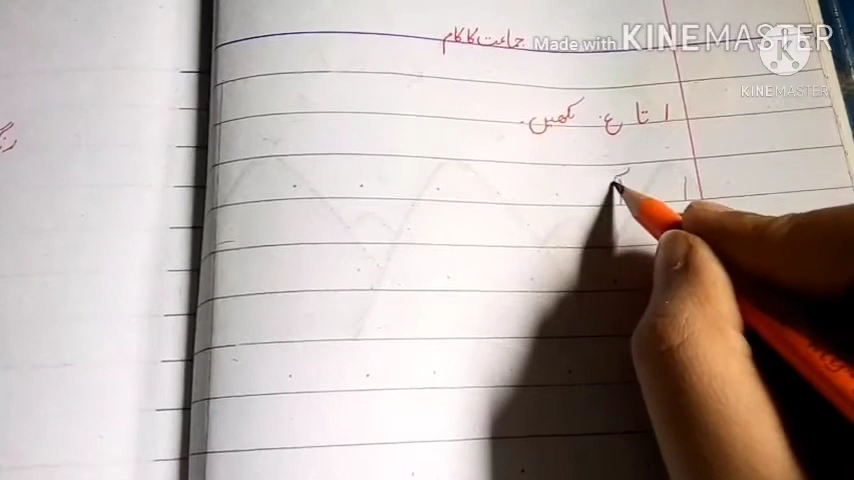 جماعت کا کام
Made with KINEMASTER
KINEMASTER
ا تا غ لکھیں۔
ا آ